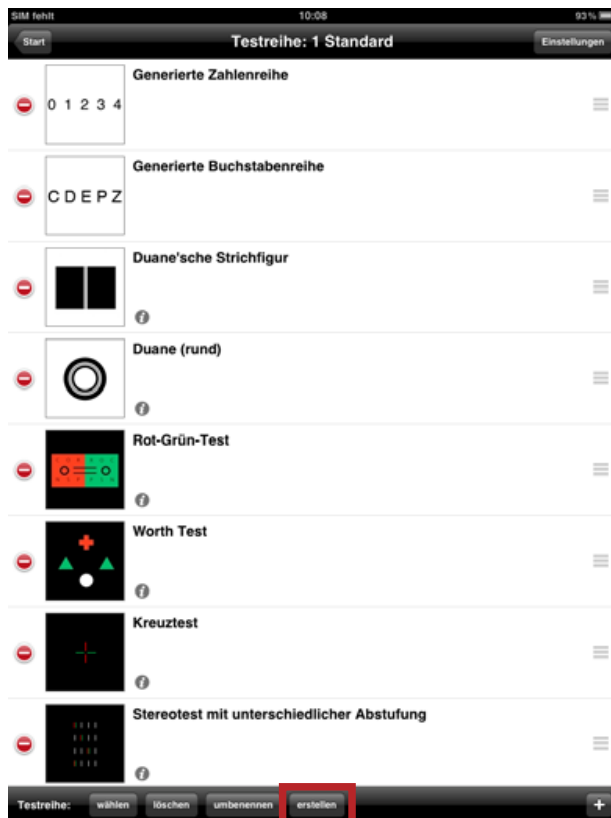 SIM fehlt 10:08 93 %
Start Testreihe: 1 Standard Einstellungen
Generierte Zahlenreihe
0 1 2 3 4
Generierte Buchstabenreihe
C D E P Z
Duane'sche Strichfigur
i
Duane (rund)
i
Rot-Grün-Test
i
Worth Test
i
Kreuztest
i
Stereotest mit unterschiedlicher Abstufung
i
Testreihe: wählen löschen umbenennen erstellen +